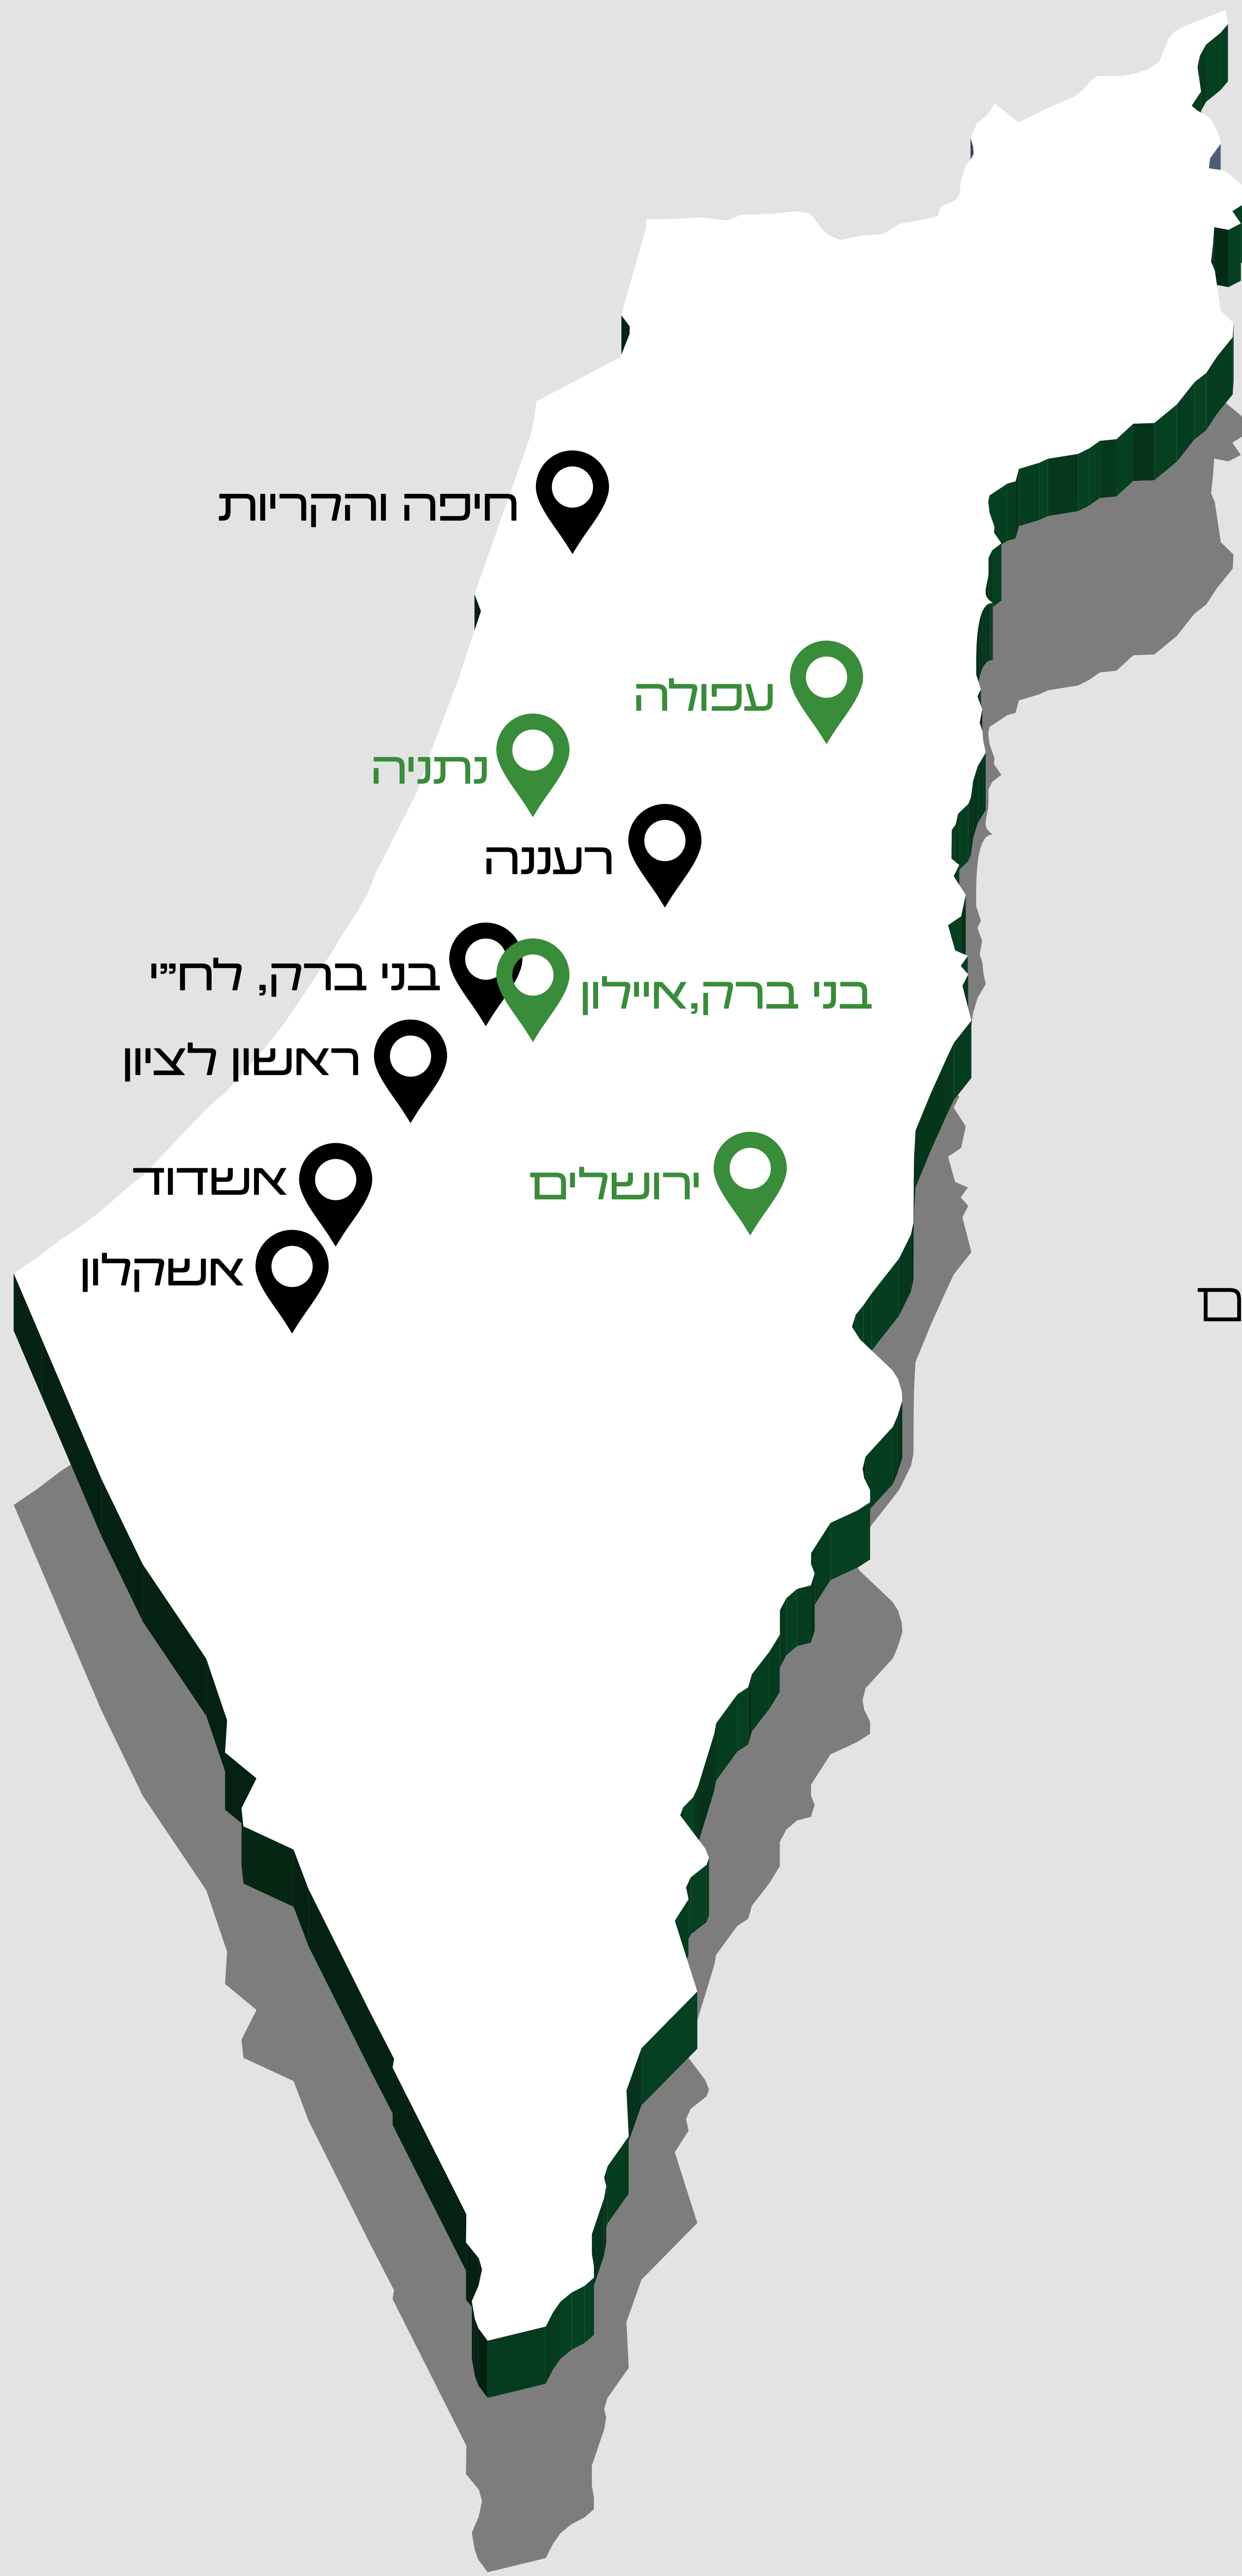 חיפה והקריות
עפולה
נתניה
רעננה
בני ברק, לח״י
בני ברק,איילון
ראשון לציון
אשדוד
ירושלים
אשקלון